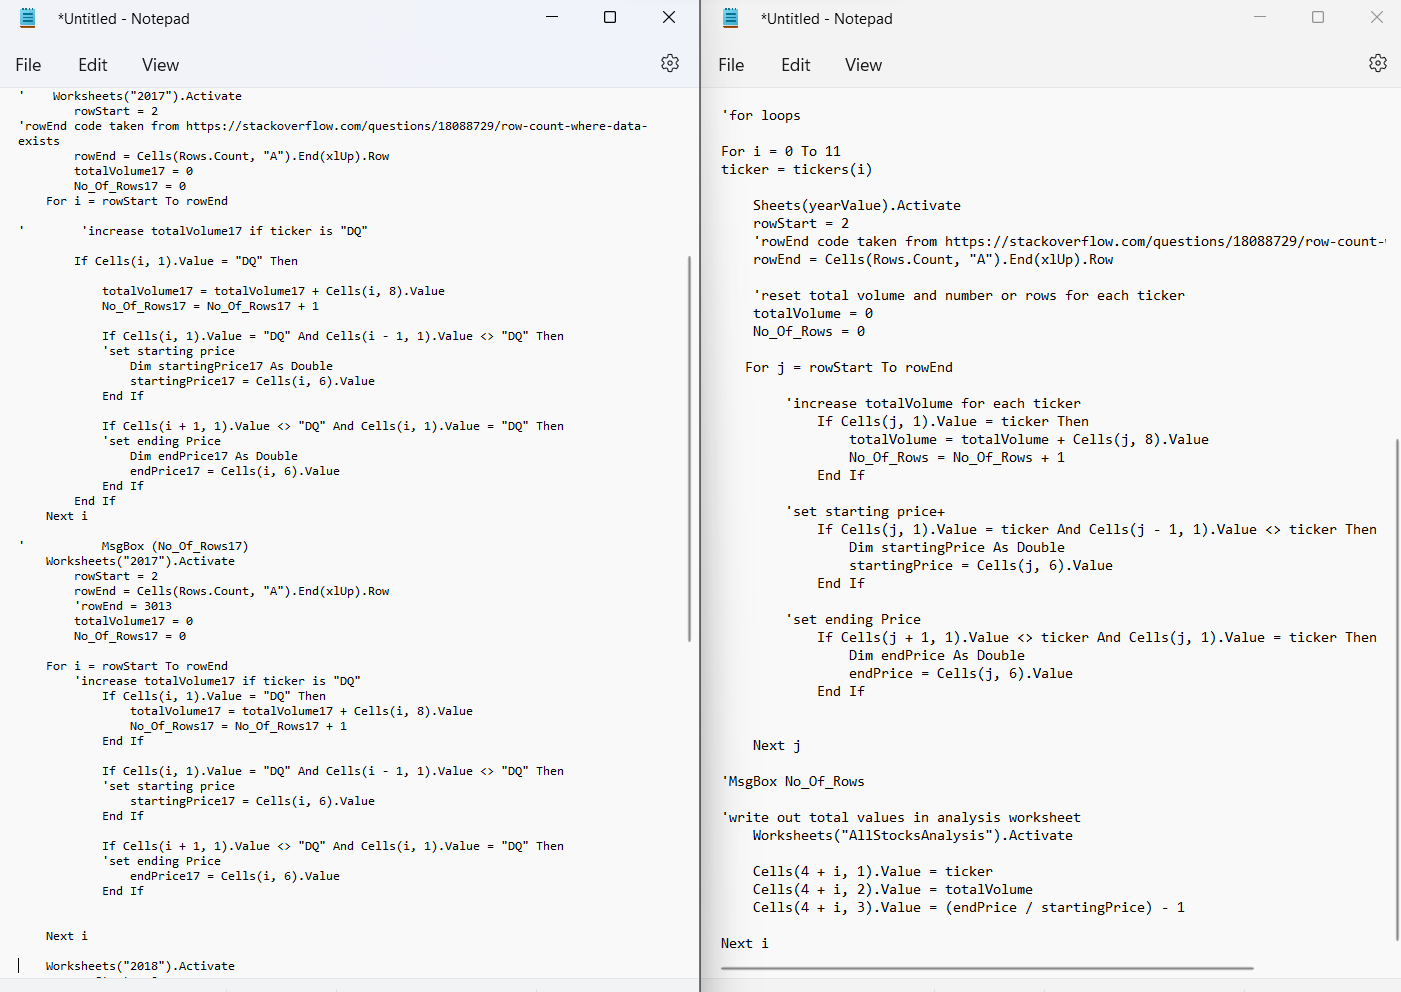 *Untitled - Notepad
File Edit View
' Worksheets("2017").Activate
rowStart = 2
'rowEnd code taken from https://stackoverflow.com/questions/18088729/row-count-where-data-
exists
rowEnd = Cells(Rows.Count, "A").End(xlUp).Row
totalVolume17 = 0
No_Of_Rows17 = 0
For i = rowStart To rowEnd
' 'increase totalVolume17 if ticker is "DQ"
If Cells(i, 1).Value = "DQ" Then
totalVolume17 = totalVolume17 + Cells(i, 8).Value
No_Of_Rows17 = No_Of_Rows17 + 1
If Cells(i, 1).Value = "DQ" And Cells(i - 1, 1).Value <> "DQ" Then
'set starting price
Dim startingPrice17 As Double
startingPrice17 = Cells(i, 6).Value
End If
If Cells(i + 1, 1).Value <> "DQ" And Cells(i, 1).Value = "DQ" Then
'set ending Price
Dim endPrice17 As Double
endPrice17 = Cells(i, 6).Value
End If
End If
Next i
' MsgBox (No_Of_Rows17)
Worksheets("2017").Activate
rowStart = 2
rowEnd = Cells(Rows.Count, "A").End(xlUp).Row
'rowEnd = 3013
totalVolume17 = 0
No_Of_Rows17 = 0
For i = rowStart To rowEnd
'increase totalVolume17 if ticker is "DQ"
If Cells(i, 1).Value = "DQ" Then
totalVolume17 = totalVolume17 + Cells(i, 8).Value
No_Of_Rows17 = No_Of_Rows17 + 1
End If
If Cells(i, 1).Value = "DQ" And Cells(i - 1, 1).Value <> "DQ" Then
'set starting price
startingPrice17 = Cells(i, 6).Value
End If
If Cells(i + 1, 1).Value <> "DQ" And Cells(i, 1).Value = "DQ" Then
'set ending Price
endPrice17 = Cells(i, 6).Value
End If
Next i
Worksheets("2018").Activate
*Untitled - Notepad
File Edit View
'for loops
For i = 0 To 11
ticker = tickers(i)
Sheets(yearValue).Activate
rowStart = 2
'rowEnd code taken from https://stackoverflow.com/questions/18088729/row-count-
rowEnd = Cells(Rows.Count, "A").End(xlUp).Row
'reset total volume and number or rows for each ticker
totalVolume = 0
No_Of_Rows = 0
For j = rowStart To rowEnd
'increase totalVolume for each ticker
If Cells(j, 1).Value = ticker Then
totalVolume = totalVolume + Cells(j, 8).Value
No_Of_Rows = No_Of_Rows + 1
End If
'set starting price+
If Cells(j, 1).Value = ticker And Cells(j - 1, 1).Value <> ticker Then
Dim startingPrice As Double
startingPrice = Cells(j, 6).Value
End If
'set ending Price
If Cells(j + 1, 1).Value <> ticker And Cells(j, 1).Value = ticker Then
Dim endPrice As Double
endPrice = Cells(j, 6).Value
End If
Next j
'MsgBox No_Of_Rows
'write out total values in analysis worksheet
Worksheets("AllStocksAnalysis").Activate
Cells(4 + i, 1).Value = ticker
Cells(4 + i, 2).Value = totalVolume
Cells(4 + i, 3).Value = (endPrice / startingPrice) - 1
Next i